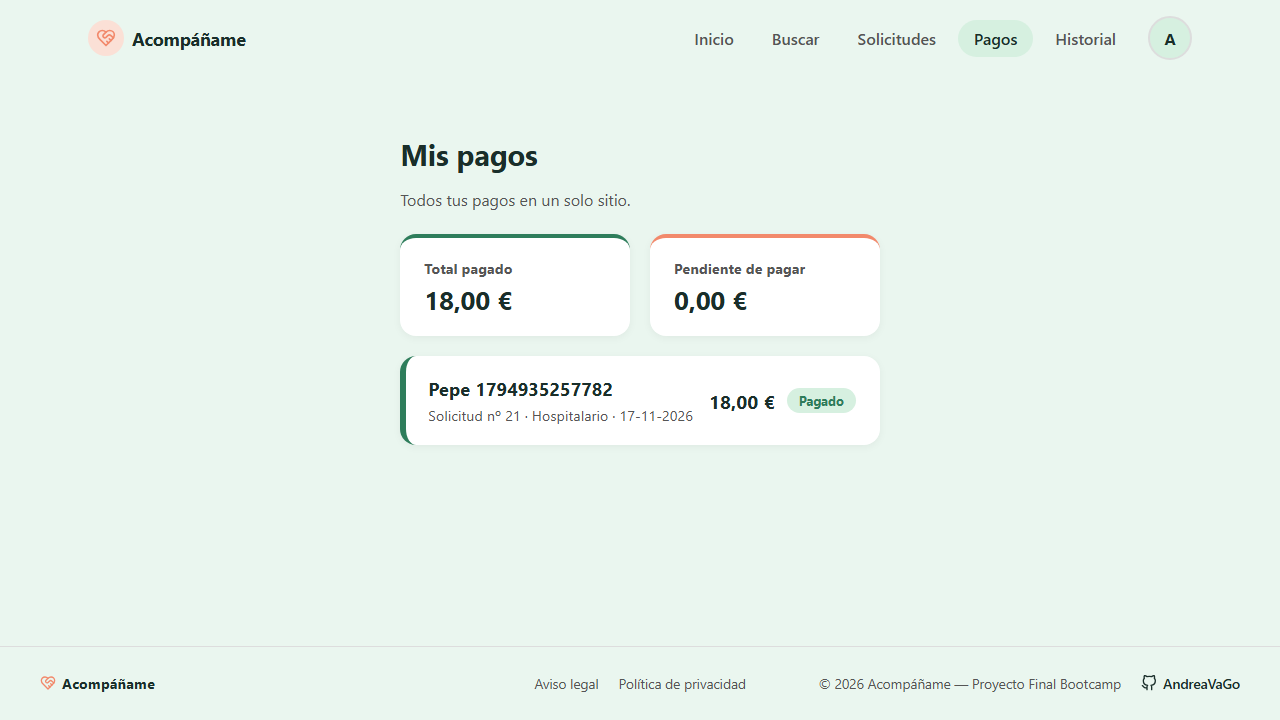 Acompáñame
Inicio
Buscar
Solicitudes
Pagos
Historial
A
Mis pagos
Todos tus pagos en un solo sitio.
Total pagado
18,00 €
Pendiente de pagar
0,00 €
Pepe 1794935257782
Solicitud nº 21 · Hospitalario · 17-11-2026
18,00 €
Pagado
Acompáñame
Aviso legal
Política de privacidad
© 2026 Acompáñame — Proyecto Final Bootcamp
AndreaVaGo